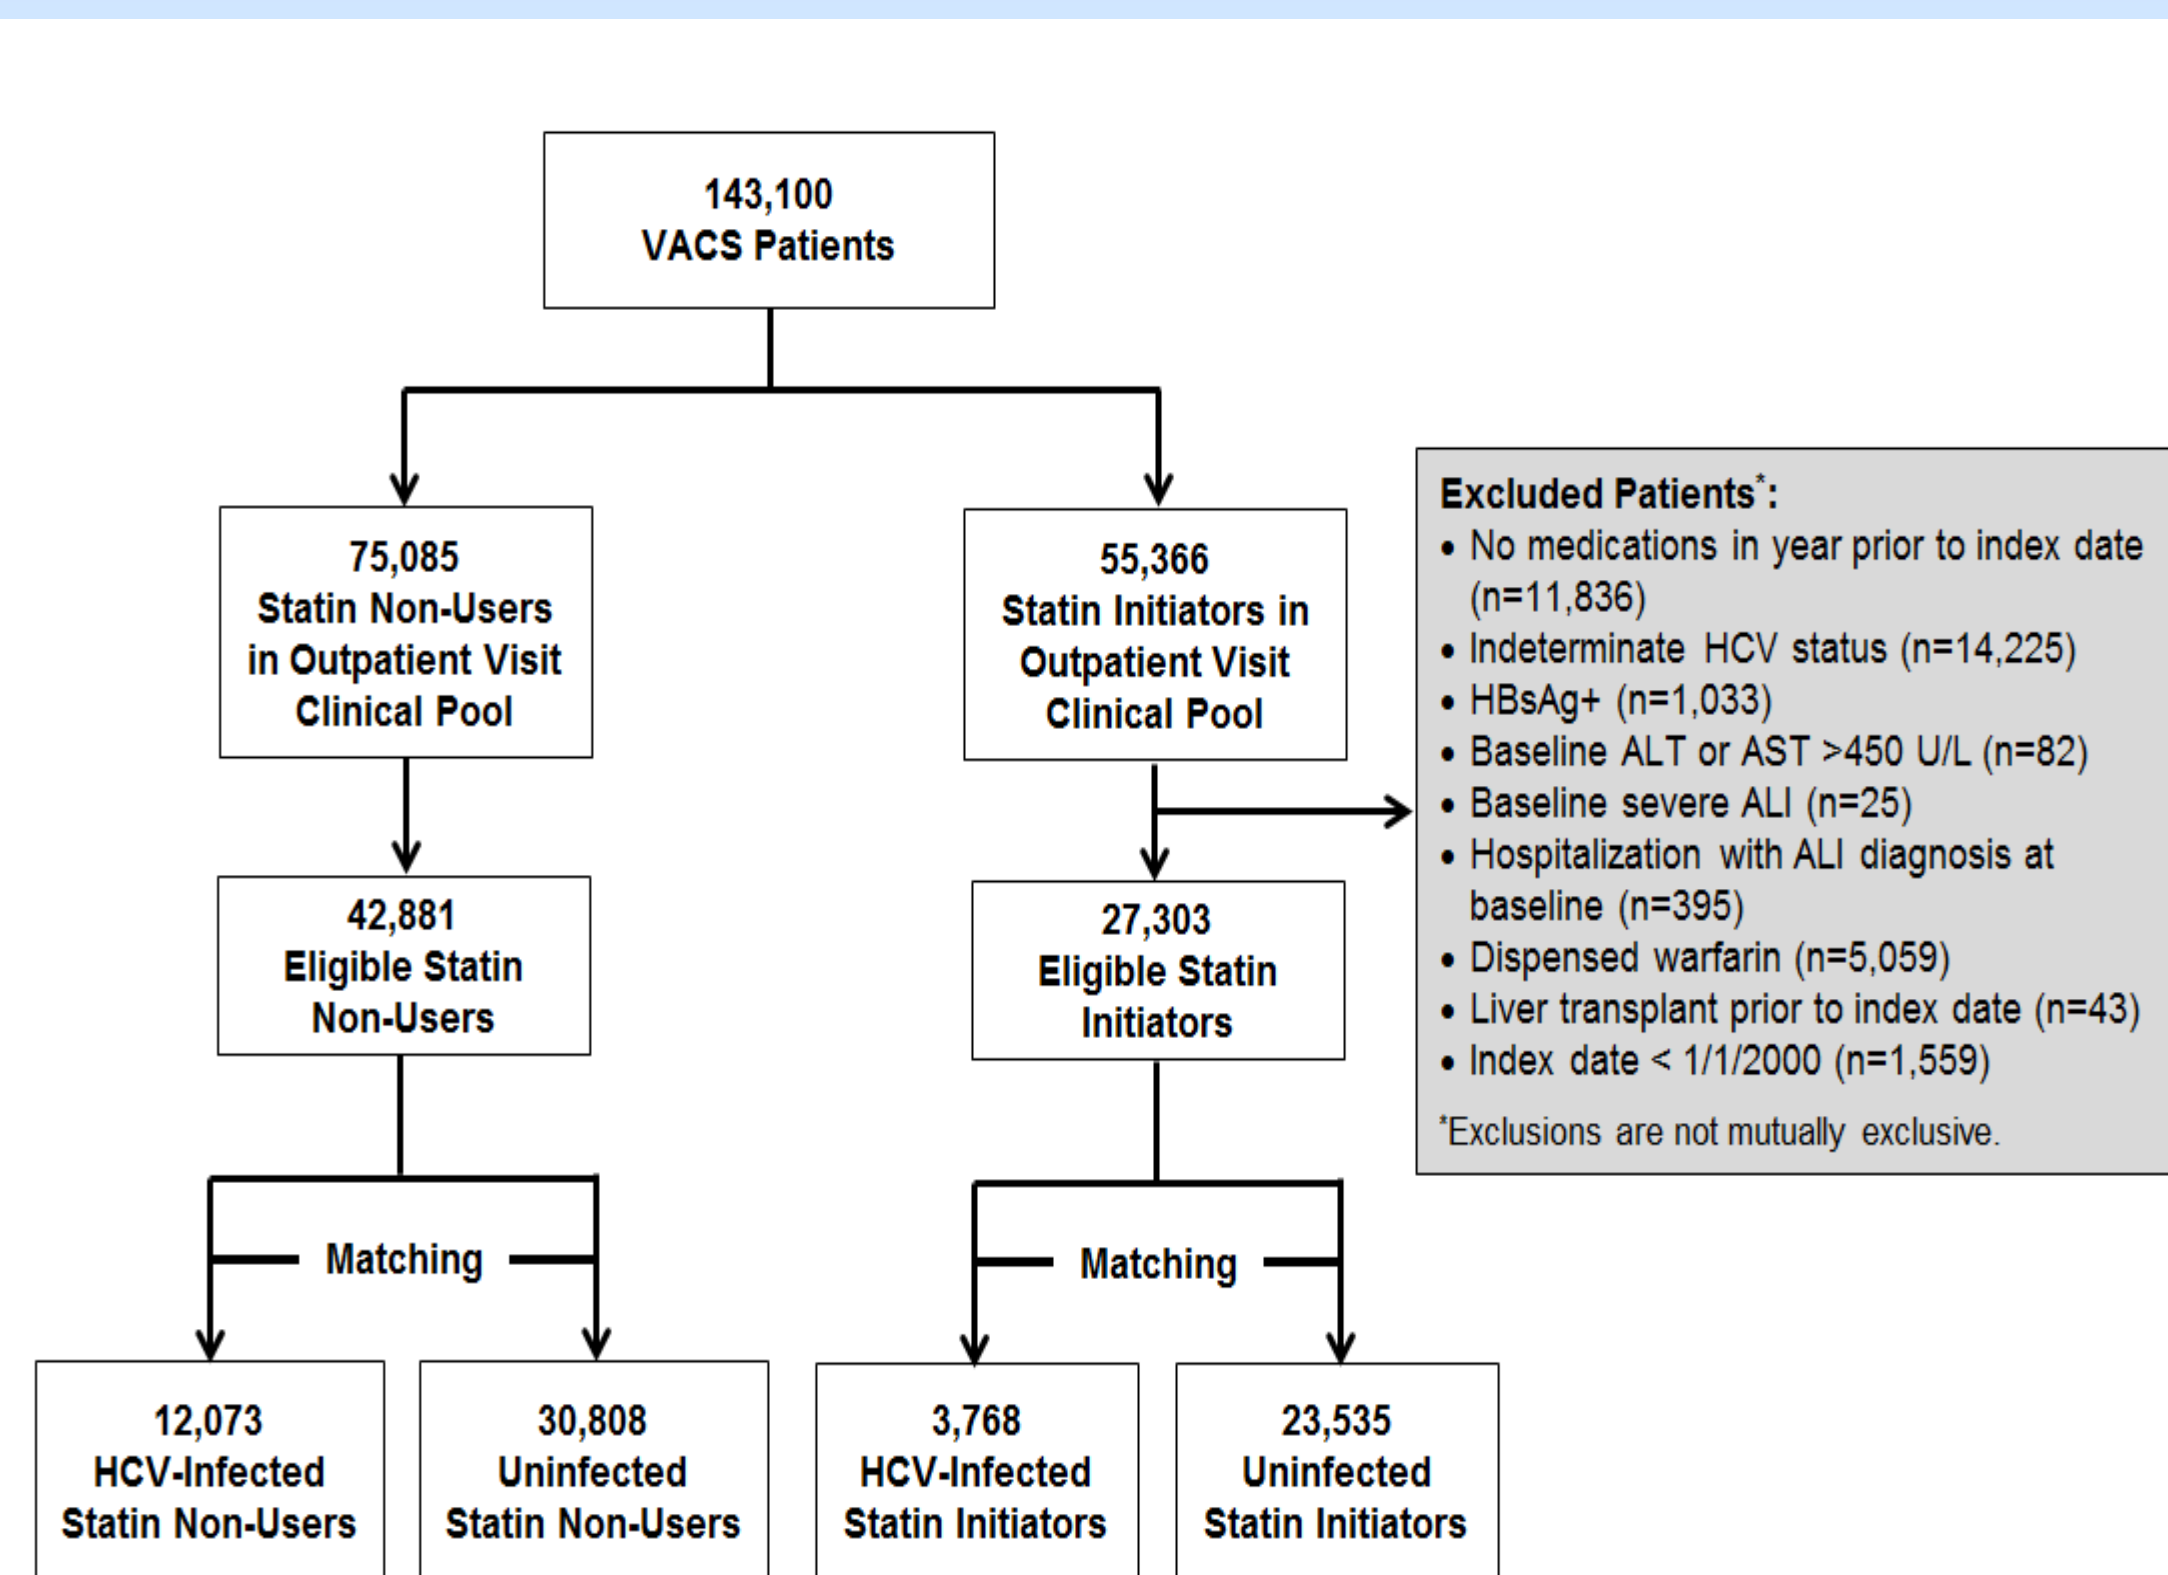 143,100
VACS Patients
75,085
Statin Non-Users
in Outpatient Visit
Clinical Pool
55,366
Statin Initiators in
Outpatient Visit
Clinical Pool
Excluded Patients*:
• No medications in year prior to index date
(n=11,836)
• Indeterminate HCV status (n=14,225)
• HBsAg+ (n=1,033)
• Baseline ALT or AST >450 U/L (n=82)
• Baseline severe ALI (n=25)
• Hospitalization with ALI diagnosis at
baseline (n=395)
• Dispensed warfarin (n=5,059)
• Liver transplant prior to index date (n=43)
• Index date < 1/1/2000 (n=1,559)
*Exclusions are not mutually exclusive.
42,881
Eligible Statin
Non-Users
27,303
Eligible Statin
Initiators
Matching
Matching
12,073
HCV-Infected
Statin Non-Users
30,808
Uninfected
Statin Non-Users
3,768
HCV-Infected
Statin Initiators
23,535
Uninfected
Statin Initiators